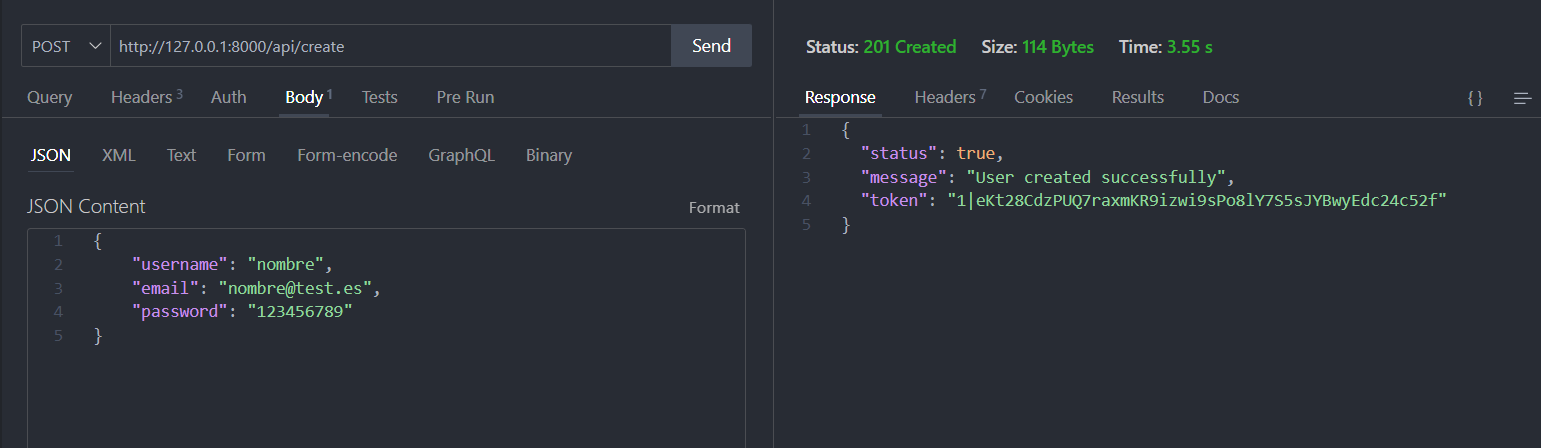 POST http://127.0.0.1:8000/api/create Send
Query Headers 3 Auth Body 1 Tests Pre Run
JSON XML Text Form Form-encode GraphQL Binary
JSON Content Format
1 {
2 "username": "nombre",
3 "email": "nombre@test.es",
4 "password": "123456789"
5 }
Status: 201 Created Size: 114 Bytes Time: 3.55 s
Response Headers 7 Cookies Results Docs {}
1 {
2 "status": true,
3 "message": "User created successfully",
4 "token": "1|eKt28CdzPUQ7raxmKR9izwi9sPo8lY7S5sJYBwyEdc24c52f"
5 }